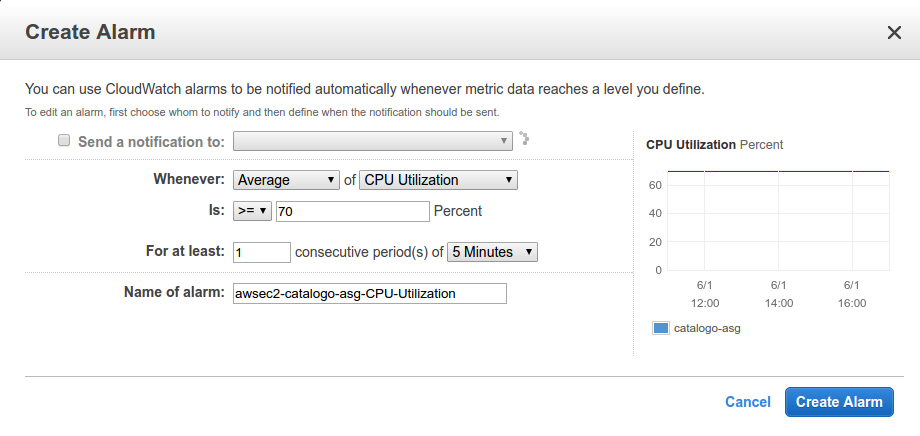 Create Alarm
You can use CloudWatch alarms to be notified automatically whenever metric data reaches a level you define.
To edit an alarm, first choose whom to notify and then define when the notification should be sent.
Send a notification to:
Whenever: Average of CPU Utilization
Is: >= 70 Percent
For at least: 1 consecutive period(s) of 5 Minutes
Name of alarm: awsec2-catalogo-asg-CPU-Utilization
CPU Utilization Percent
60
40
20
0
6/1 6/1 6/1
12:00 14:00 16:00
catalogo-asg
Cancel Create Alarm